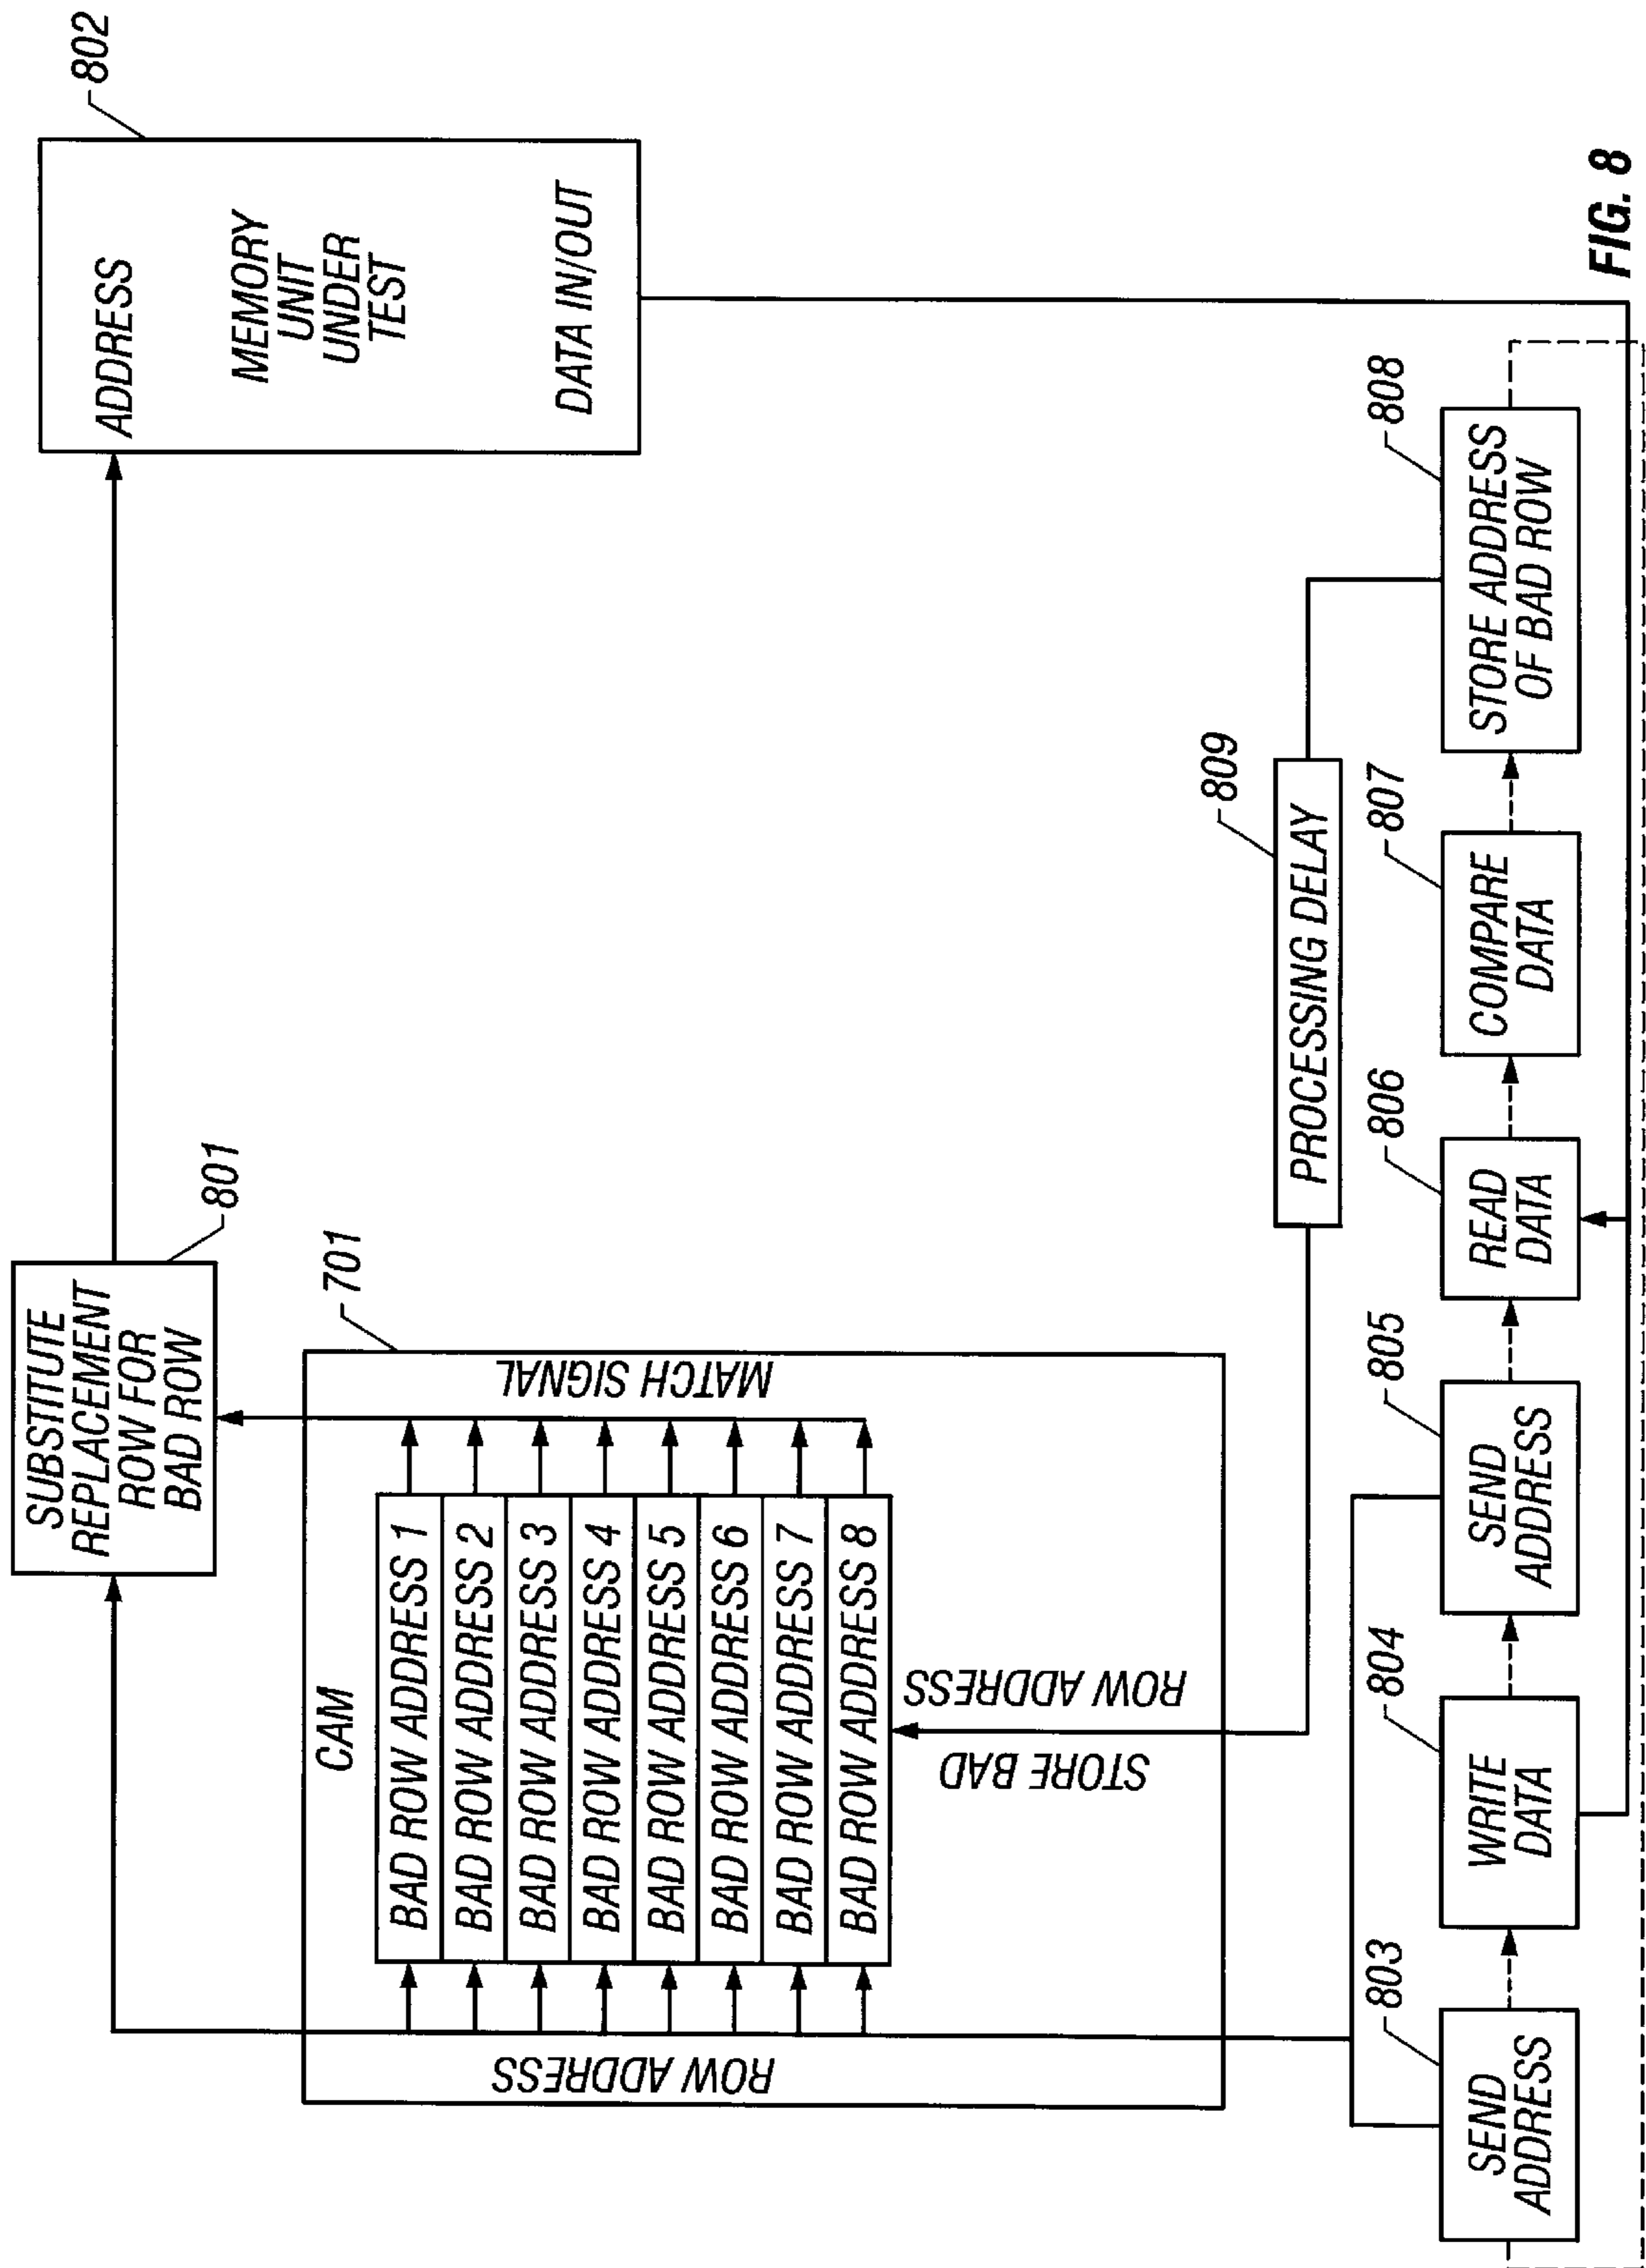 SUBSTITUTE
REPLACEMENT
ROW FOR
BAD ROW
801
ADDRESS
MEMORY
UNIT
UNDER
TEST
DATA IN/OUT
802
CAM
701
ROW ADDRESS
BAD ROW ADDRESS 1
BAD ROW ADDRESS 2
BAD ROW ADDRESS 3
BAD ROW ADDRESS 4
BAD ROW ADDRESS 5
BAD ROW ADDRESS 6
BAD ROW ADDRESS 7
BAD ROW ADDRESS 8
MATCH SIGNAL
STORE BAD
ROW ADDRESS
PROCESSING DELAY
809
803
SEND
ADDRESS
804
WRITE
DATA
805
SEND
ADDRESS
806
READ
DATA
807
COMPARE
DATA
808
STORE ADDRESS
OF BAD ROW
FIG. 8